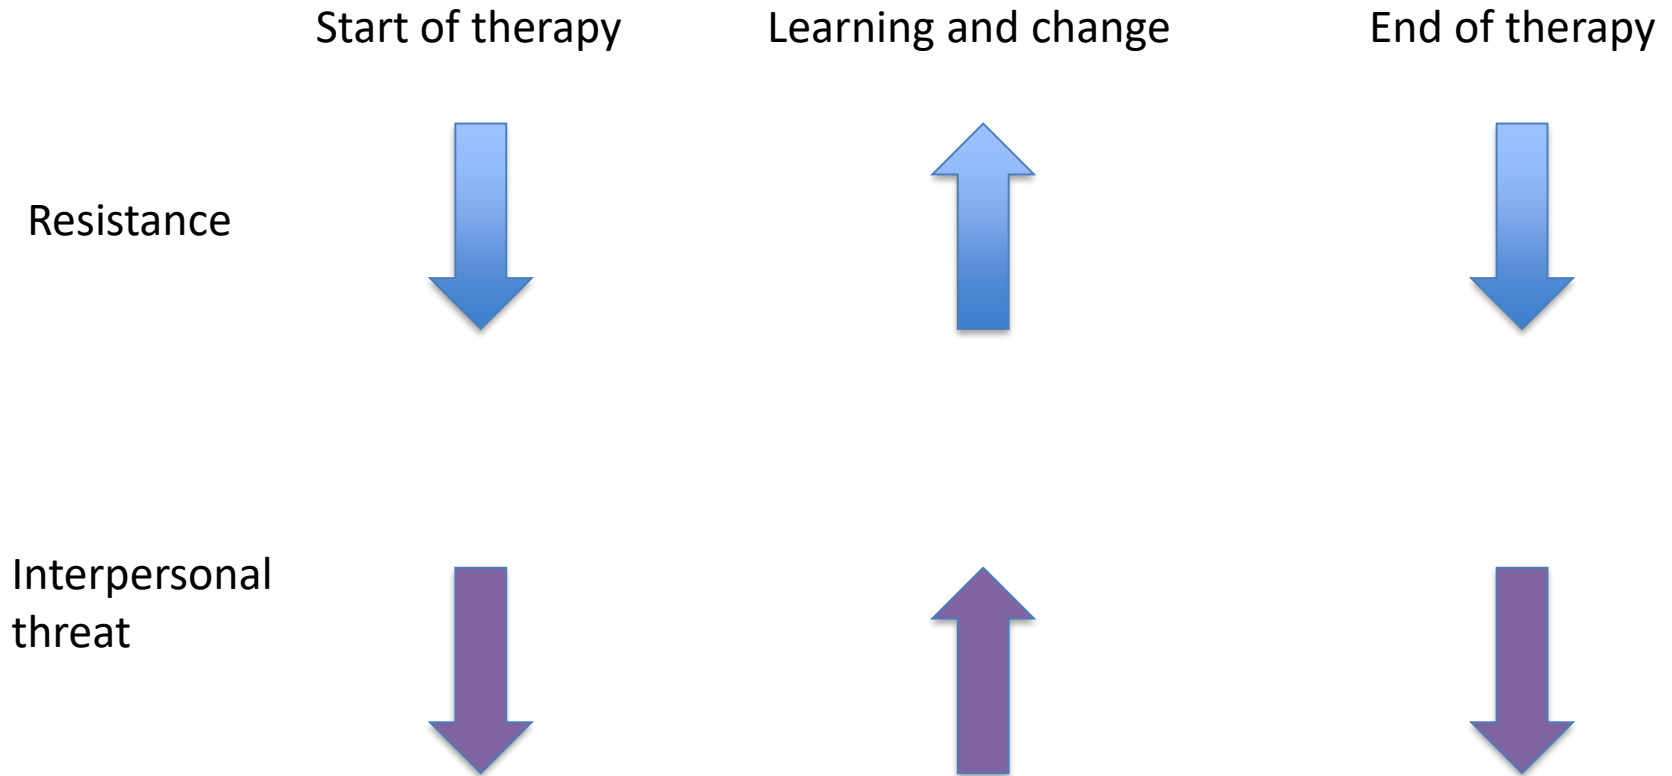 Start of therapy
Learning and change
End of therapy
Resistance
Interpersonal
threat